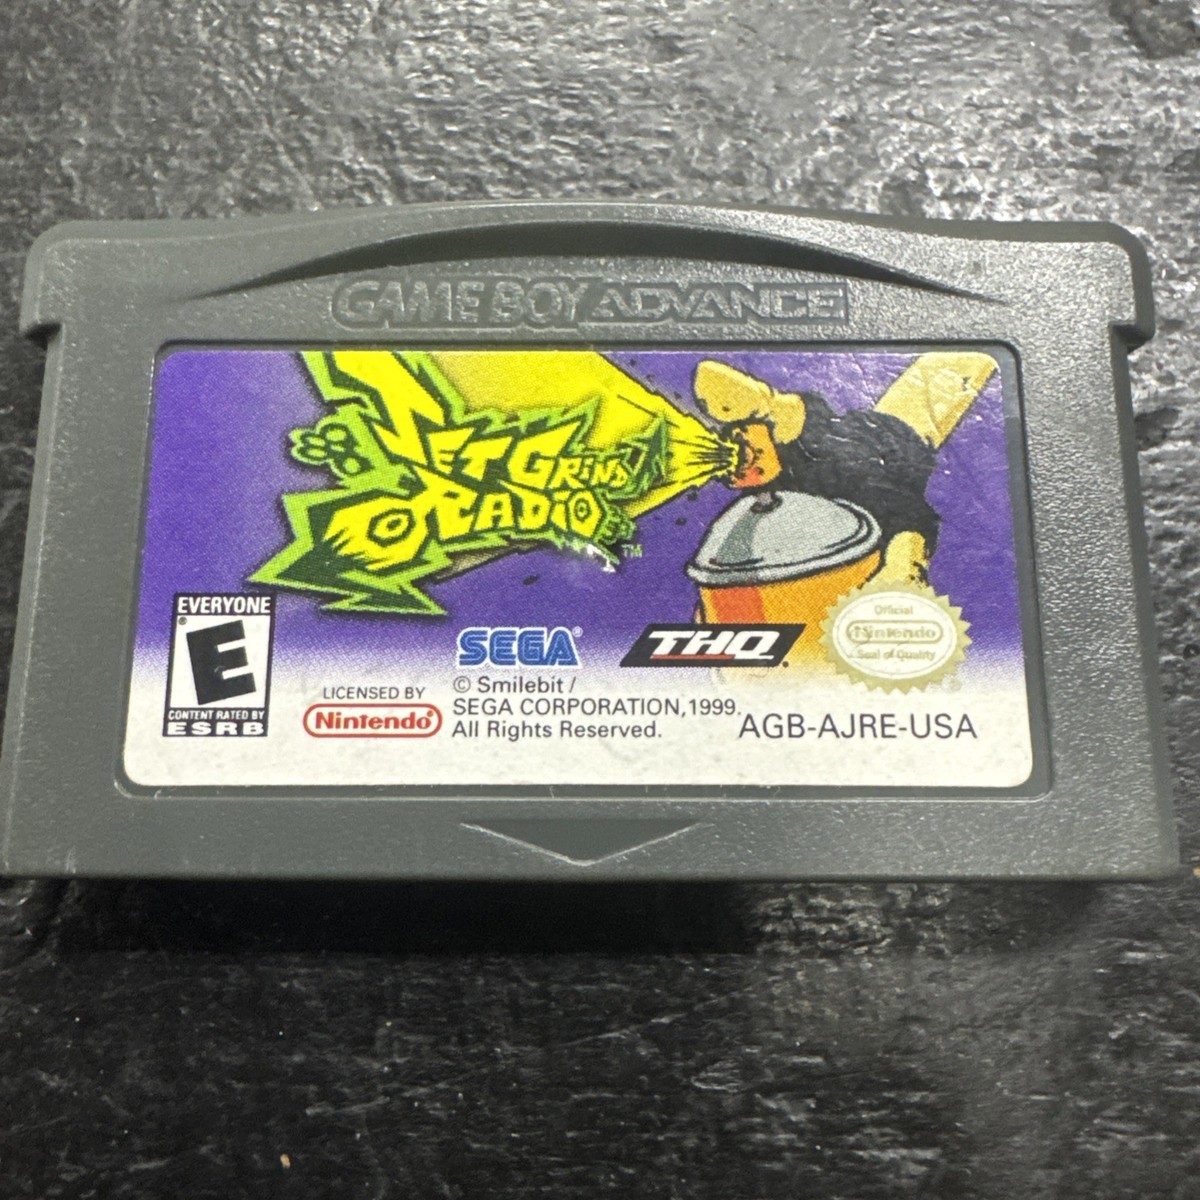 GAME BOY ADVANCE
JET GRIND
RADIO
™
EVERYONE
E
CONTENT RATED BY
ESRB
SEGA®
THQ®
Official
Nintendo
Seal of Quality
LICENSED BY
Nintendo®
© Smilebit /
SEGA CORPORATION,1999.
All Rights Reserved.
AGB-AJRE-USA